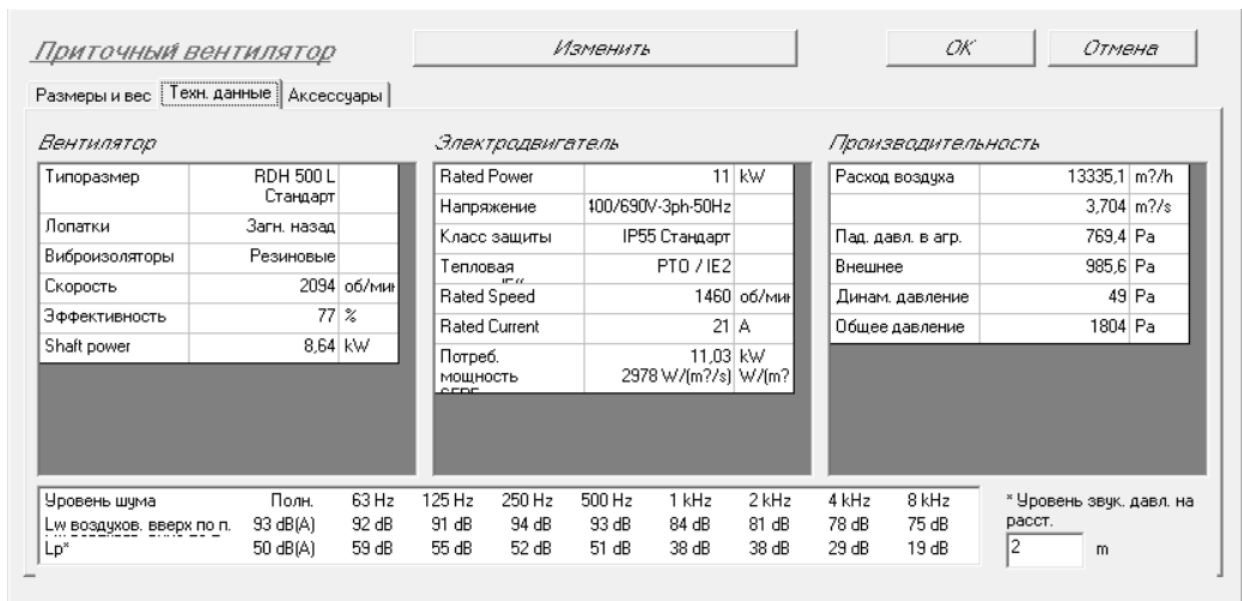 Приточный вентилятор
Изменить
OK
Отмена
Размеры и вес
Техн. данные
Аксессуары
Вентилятор
Типоразмер RDH 500 L
Стандарт
Лопатки Загн. назад
Виброизоляторы Резиновые
Скорость 2094 об/мин
Эффективность 77 %
Shaft power 8,64 kW
Электродвигатель
Rated Power 11 kW
Напряжение 400/690V-3ph-50Hz
Класс защиты IP55 Стандарт
Тепловая PTO / IE2
Rated Speed 1460 об/мин
Rated Current 21 A
Потреб. 11,03 kW
мощность 2978 W/(m?/s) W/(m?
Производительность
Расход воздуха 13335,1 m?/h
3,704 m?/s
Пад. давл. в агр. 769,4 Pa
Внешнее 985,6 Pa
Динам. давление 49 Pa
Общее давление 1804 Pa
Уровень шума Полн. 63 Hz 125 Hz 250 Hz 500 Hz 1 kHz 2 kHz 4 kHz 8 kHz
Lw воздухов. вверх по п. 93 dB(A) 92 dB 91 dB 94 dB 93 dB 84 dB 81 dB 78 dB 75 dB
Lp* 50 dB(A) 59 dB 55 dB 52 dB 51 dB 38 dB 38 dB 29 dB 19 dB
* Уровень звук. давл. на
расст.
2 m